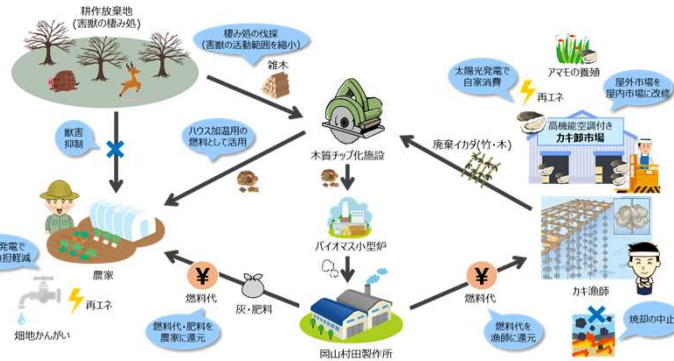 耕作放棄地
(害獣の棲み処)
棲み処の伐採
(害獣の活動範囲を縮小)
雑木
アマモの養殖
太陽光発電で
自家消費
再エネ
屋外市場を
屋内市場に改修
高機能空調付き
カキ卸市場
獣害
抑制
ハウス加温用の
燃料として活用
木質チップ化施設
廃棄イカダ(竹・木)
バイオマス小型炉
農家
発電で
担軽減
再エネ
畑地かんがい
¥
燃料代
灰・肥料
燃料代・肥料を
農家に還元
岡山村田製作所
¥
燃料代
燃料代を
漁師に還元
カキ漁師
焼却の中止